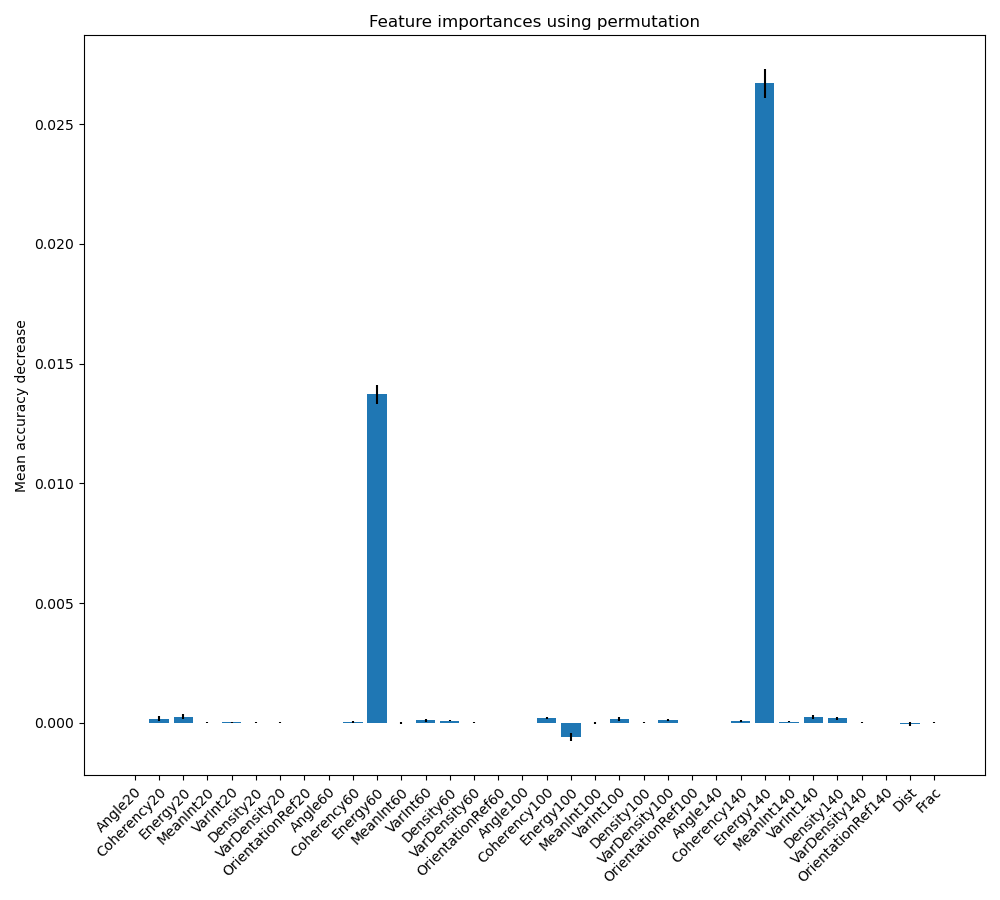 Feature importances using permutation
Mean accuracy decrease
0.025
0.020
0.015
0.010
0.005
0.000
Angle20
Coherency20
Energy20
MeanInt20
VarInt20
Density20
VarDensity20
OrientationRef20
Angle60
Coherency60
Energy60
MeanInt60
VarInt60
Density60
VarDensity60
OrientationRef60
Angle100
Coherency100
Energy100
MeanInt100
VarInt100
Density100
VarDensity100
OrientationRef100
Angle140
Coherency140
Energy140
MeanInt140
VarInt140
Density140
VarDensity140
OrientationRef140
Dist
Frac